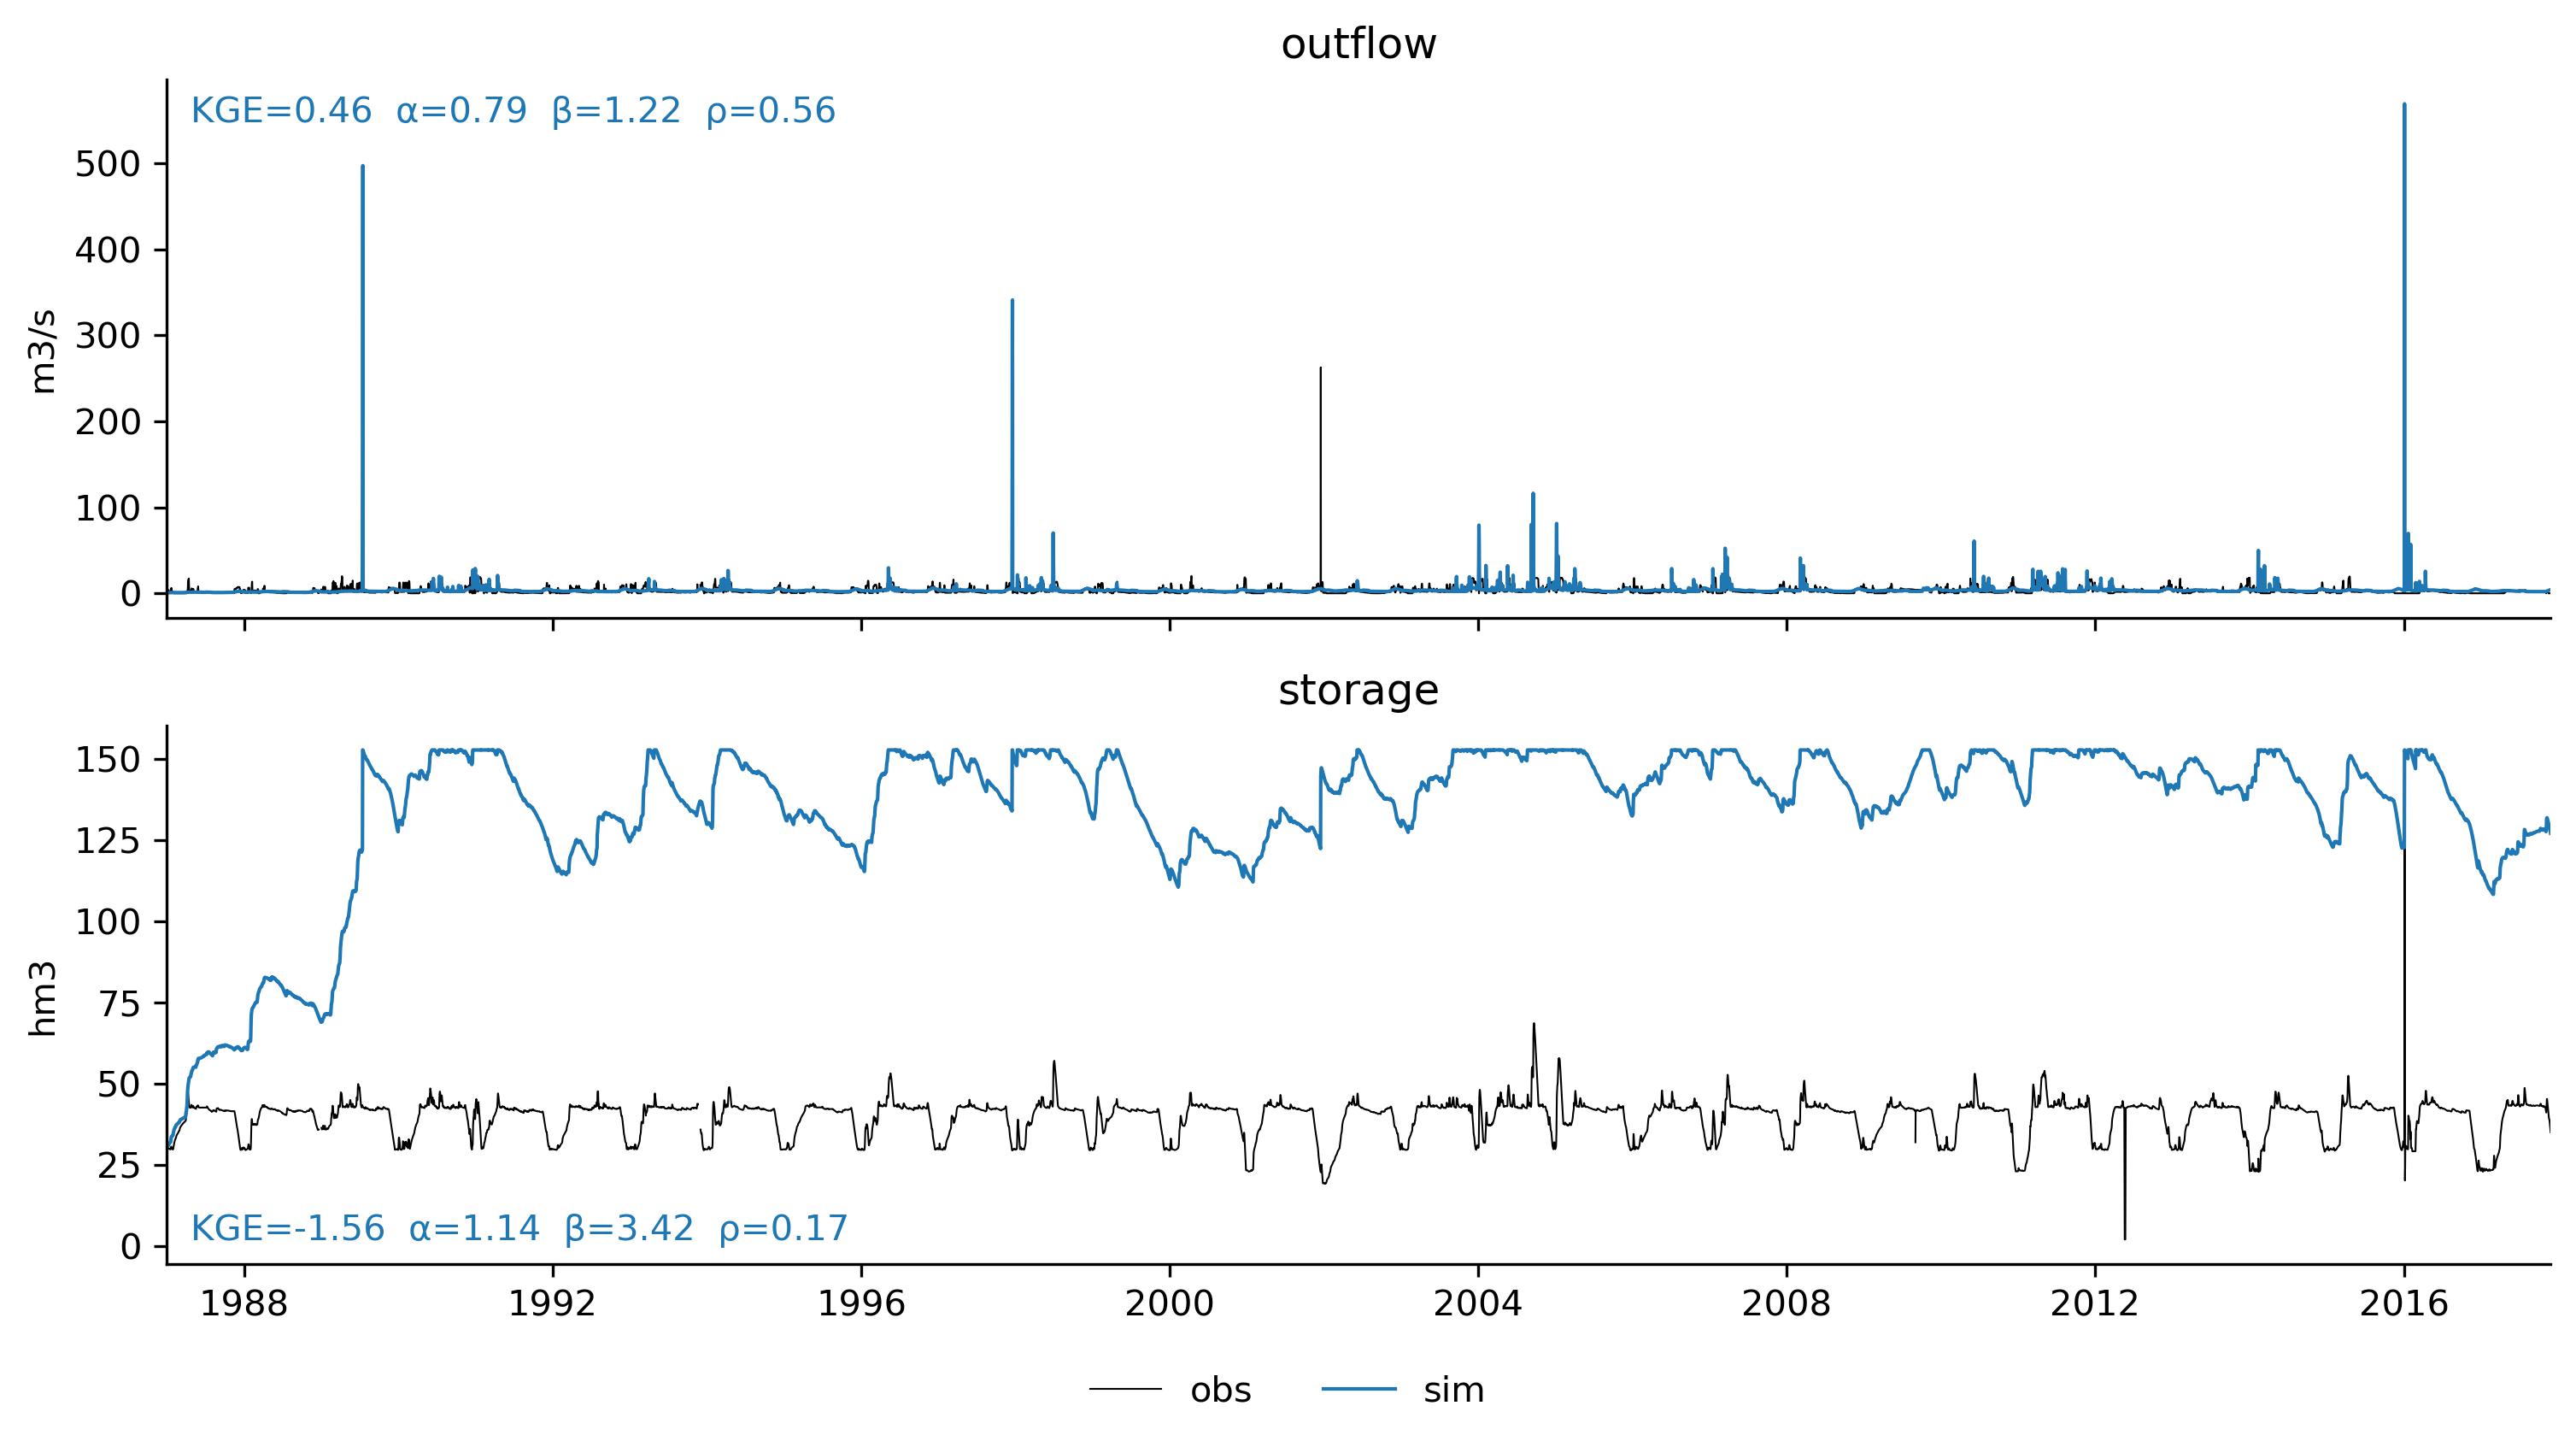 outflow
KGE=0.46 α=0.79 β=1.22 ρ=0.56
500
400
300
200
100
0
m3/s
storage
150
125
100
75
50
25
0
hm3
KGE=-1.56 α=1.14 β=3.42 ρ=0.17
1988 1992 1996 2000 2004 2008 2012 2016
obs sim